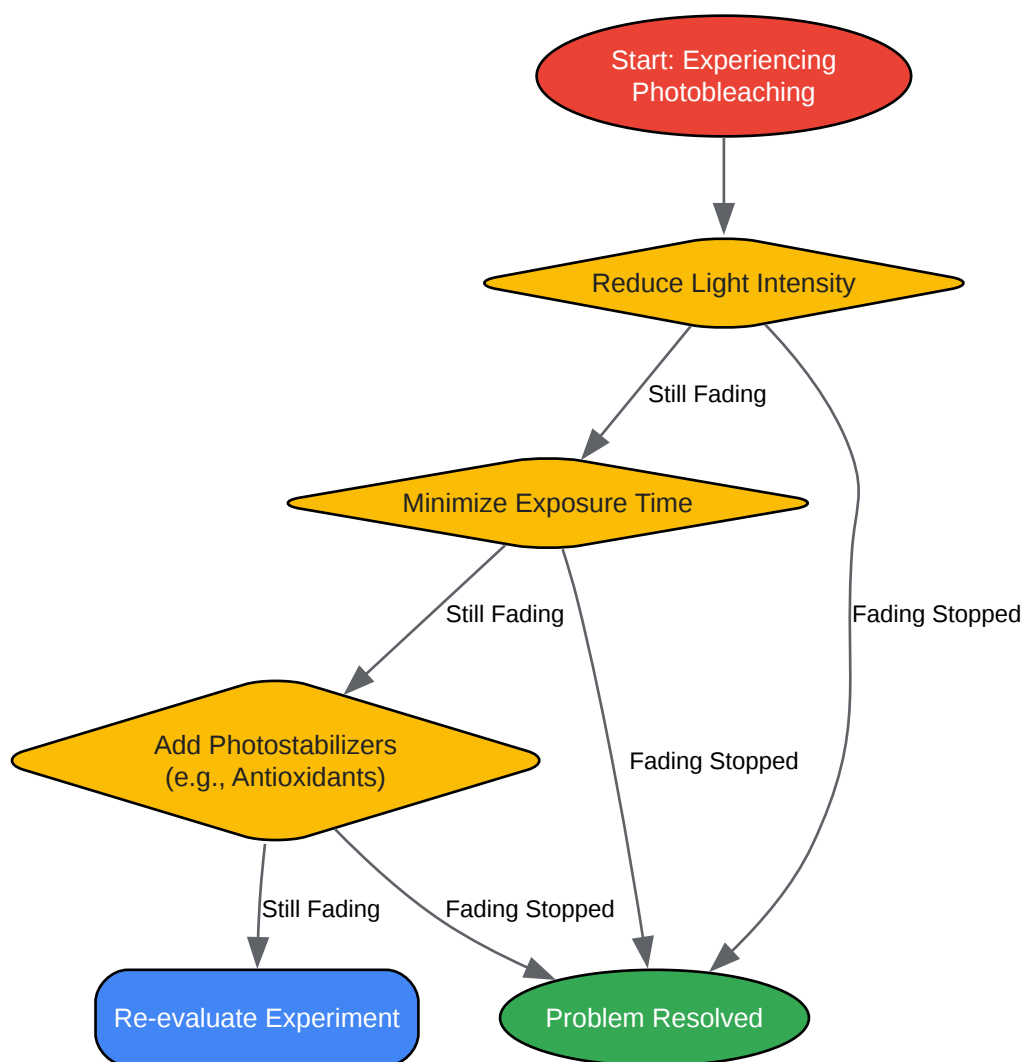 Start: Experiencing
Photobleaching
Reduce Light Intensity
Still Fading
Minimize Exposure Time
Still Fading
Fading Stopped
Add Photostabilizers
(e.g., Antioxidants)
Fading Stopped
Still Fading
Fading Stopped
Re-evaluate Experiment
Problem Resolved